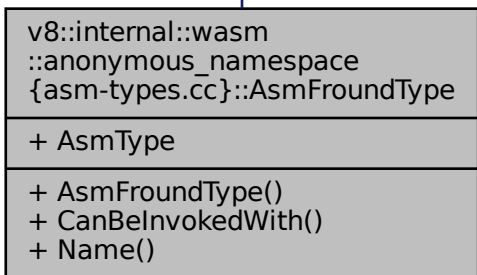 v8::internal::wasm
::anonymous_namespace
{asm-types.cc}::AsmFroundType
+ AsmType
+ AsmFroundType()
+ CanBeInvokedWith()
+ Name()